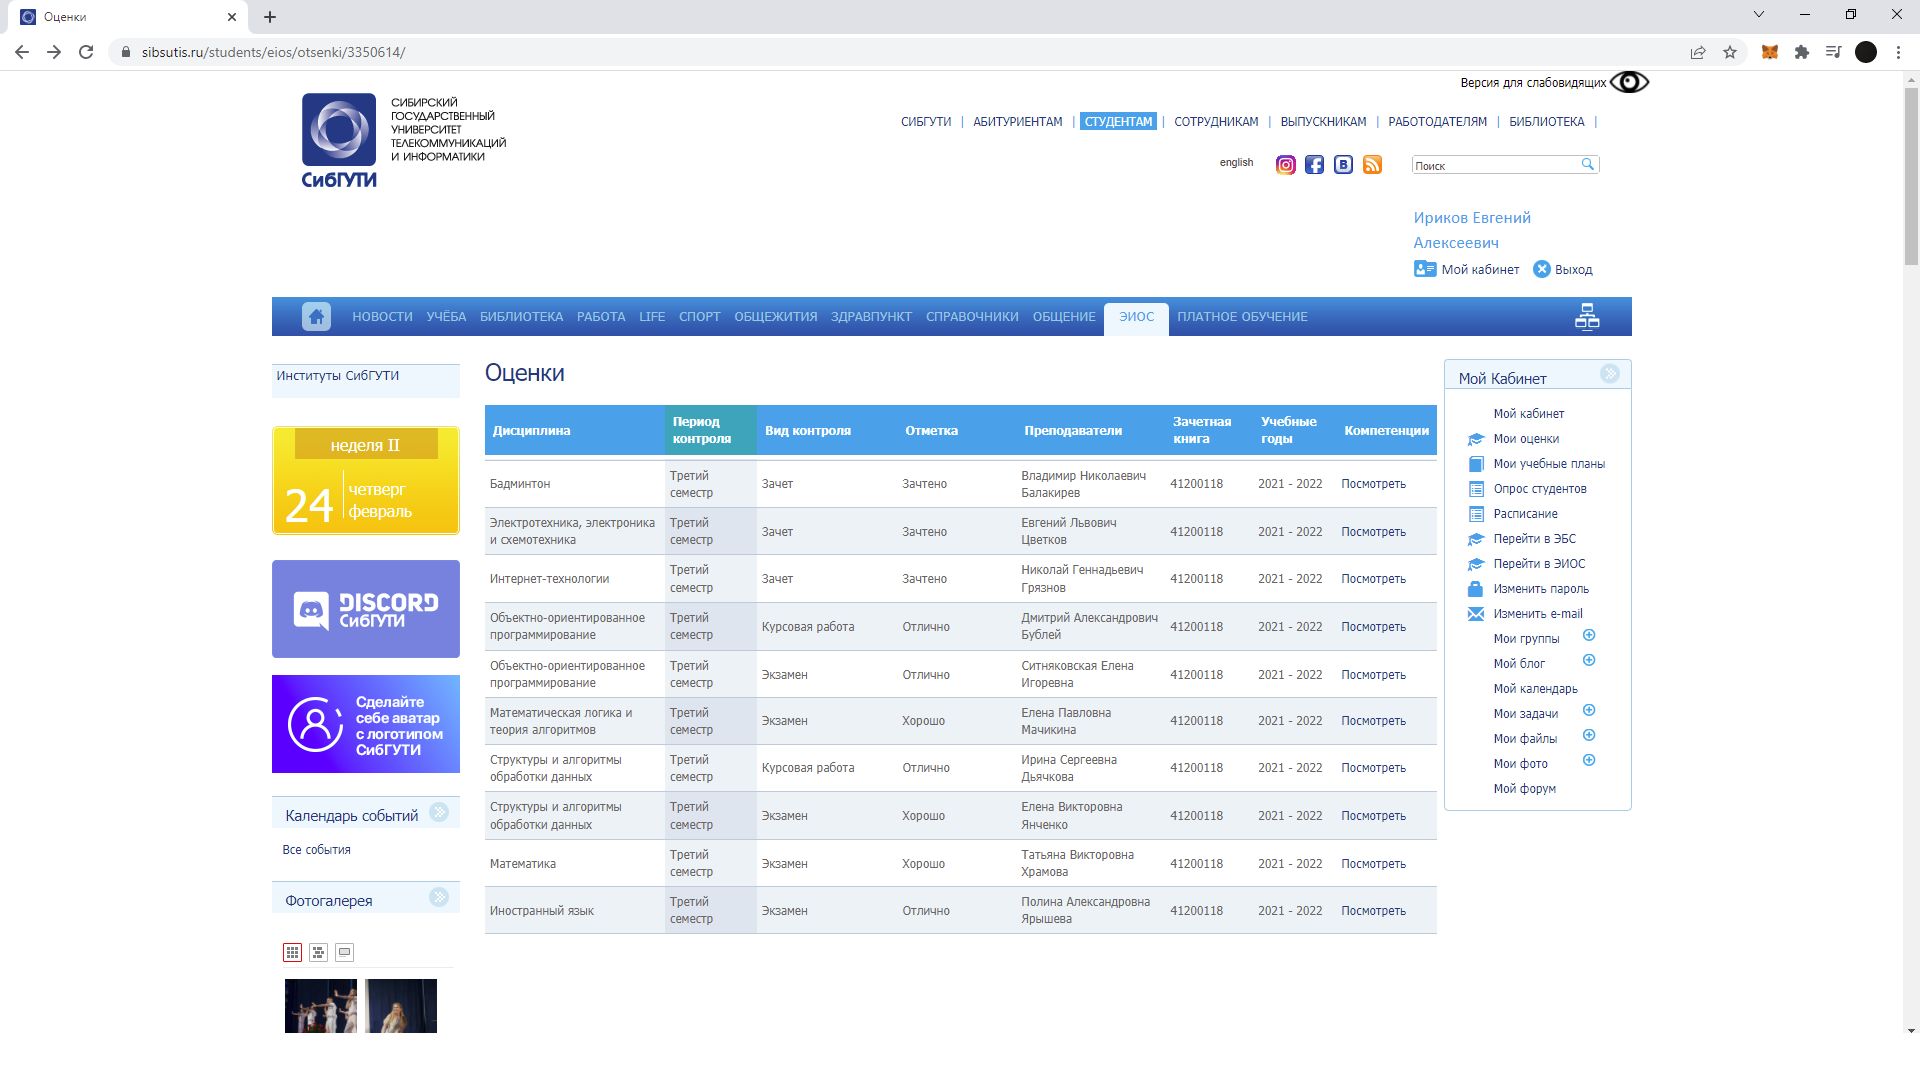 Оценки
sibsutis.ru/students/eios/otsenki/3350614/
Версия для слабовидящих
СИБИРСКИЙ
ГОСУДАРСТВЕННЫЙ
УНИВЕРСИТЕТ
ТЕЛЕКОММУНИКАЦИЙ
И ИНФОРМАТИКИ
СибГУТИ
СИБГУТИ | АБИТУРИЕНТАМ | СТУДЕНТАМ | СОТРУДНИКАМ | ВЫПУСКНИКАМ | РАБОТОДАТЕЛЯМ | БИБЛИОТЕКА |
english
Поиск
Ириков Евгений
Алексеевич
Мой кабинет Выход
НОВОСТИ УЧЁБА БИБЛИОТЕКА РАБОТА LIFE СПОРТ ОБЩЕЖИТИЯ ЗДРАВПУНКТ СПРАВОЧНИКИ ОБЩЕНИЕ ЭИОС ПЛАТНОЕ ОБУЧЕНИЕ
Институты СибГУТИ
неделя II
24
четверг
февраль
DISCORD
СибГУТИ
Сделайте
себе аватар
с логотипом
СибГУТИ
Календарь событий
Все события
Фотогалерея
Оценки
Дисциплина Период контроля Вид контроля Отметка Преподаватели Зачетная книга Учебные годы Компетенции
Бадминтон Третий семестр Зачет Зачтено Владимир Николаевич Балакирев 41200118 2021 - 2022 Посмотреть
Электротехника, электроника и схемотехника Третий семестр Зачет Зачтено Евгений Львович Цветков 41200118 2021 - 2022 Посмотреть
Интернет-технологии Третий семестр Зачет Зачтено Николай Геннадьевич Грязнов 41200118 2021 - 2022 Посмотреть
Объектно-ориентированное программирование Третий семестр Курсовая работа Отлично Дмитрий Александрович Бублей 41200118 2021 - 2022 Посмотреть
Объектно-ориентированное программирование Третий семестр Экзамен Отлично Ситняковская Елена Игоревна 41200118 2021 - 2022 Посмотреть
Математическая логика и теория алгоритмов Третий семестр Экзамен Хорошо Елена Павловна Мачикина 41200118 2021 - 2022 Посмотреть
Структуры и алгоритмы обработки данных Третий семестр Курсовая работа Отлично Ирина Сергеевна Дьячкова 41200118 2021 - 2022 Посмотреть
Структуры и алгоритмы обработки данных Третий семестр Экзамен Хорошо Елена Викторовна Янченко 41200118 2021 - 2022 Посмотреть
Математика Третий семестр Экзамен Хорошо Татьяна Викторовна Храмова 41200118 2021 - 2022 Посмотреть
Иностранный язык Третий семестр Экзамен Отлично Полина Александровна Ярышева 41200118 2021 - 2022 Посмотреть
Мой Кабинет
Мой кабинет
Мои оценки
Мои учебные планы
Опрос студентов
Расписание
Перейти в ЭБС
Перейти в ЭИОС
Изменить пароль
Изменить e-mail
Мои группы
Мой блог
Мой календарь
Мои задачи
Мои файлы
Мои фото
Мой форум